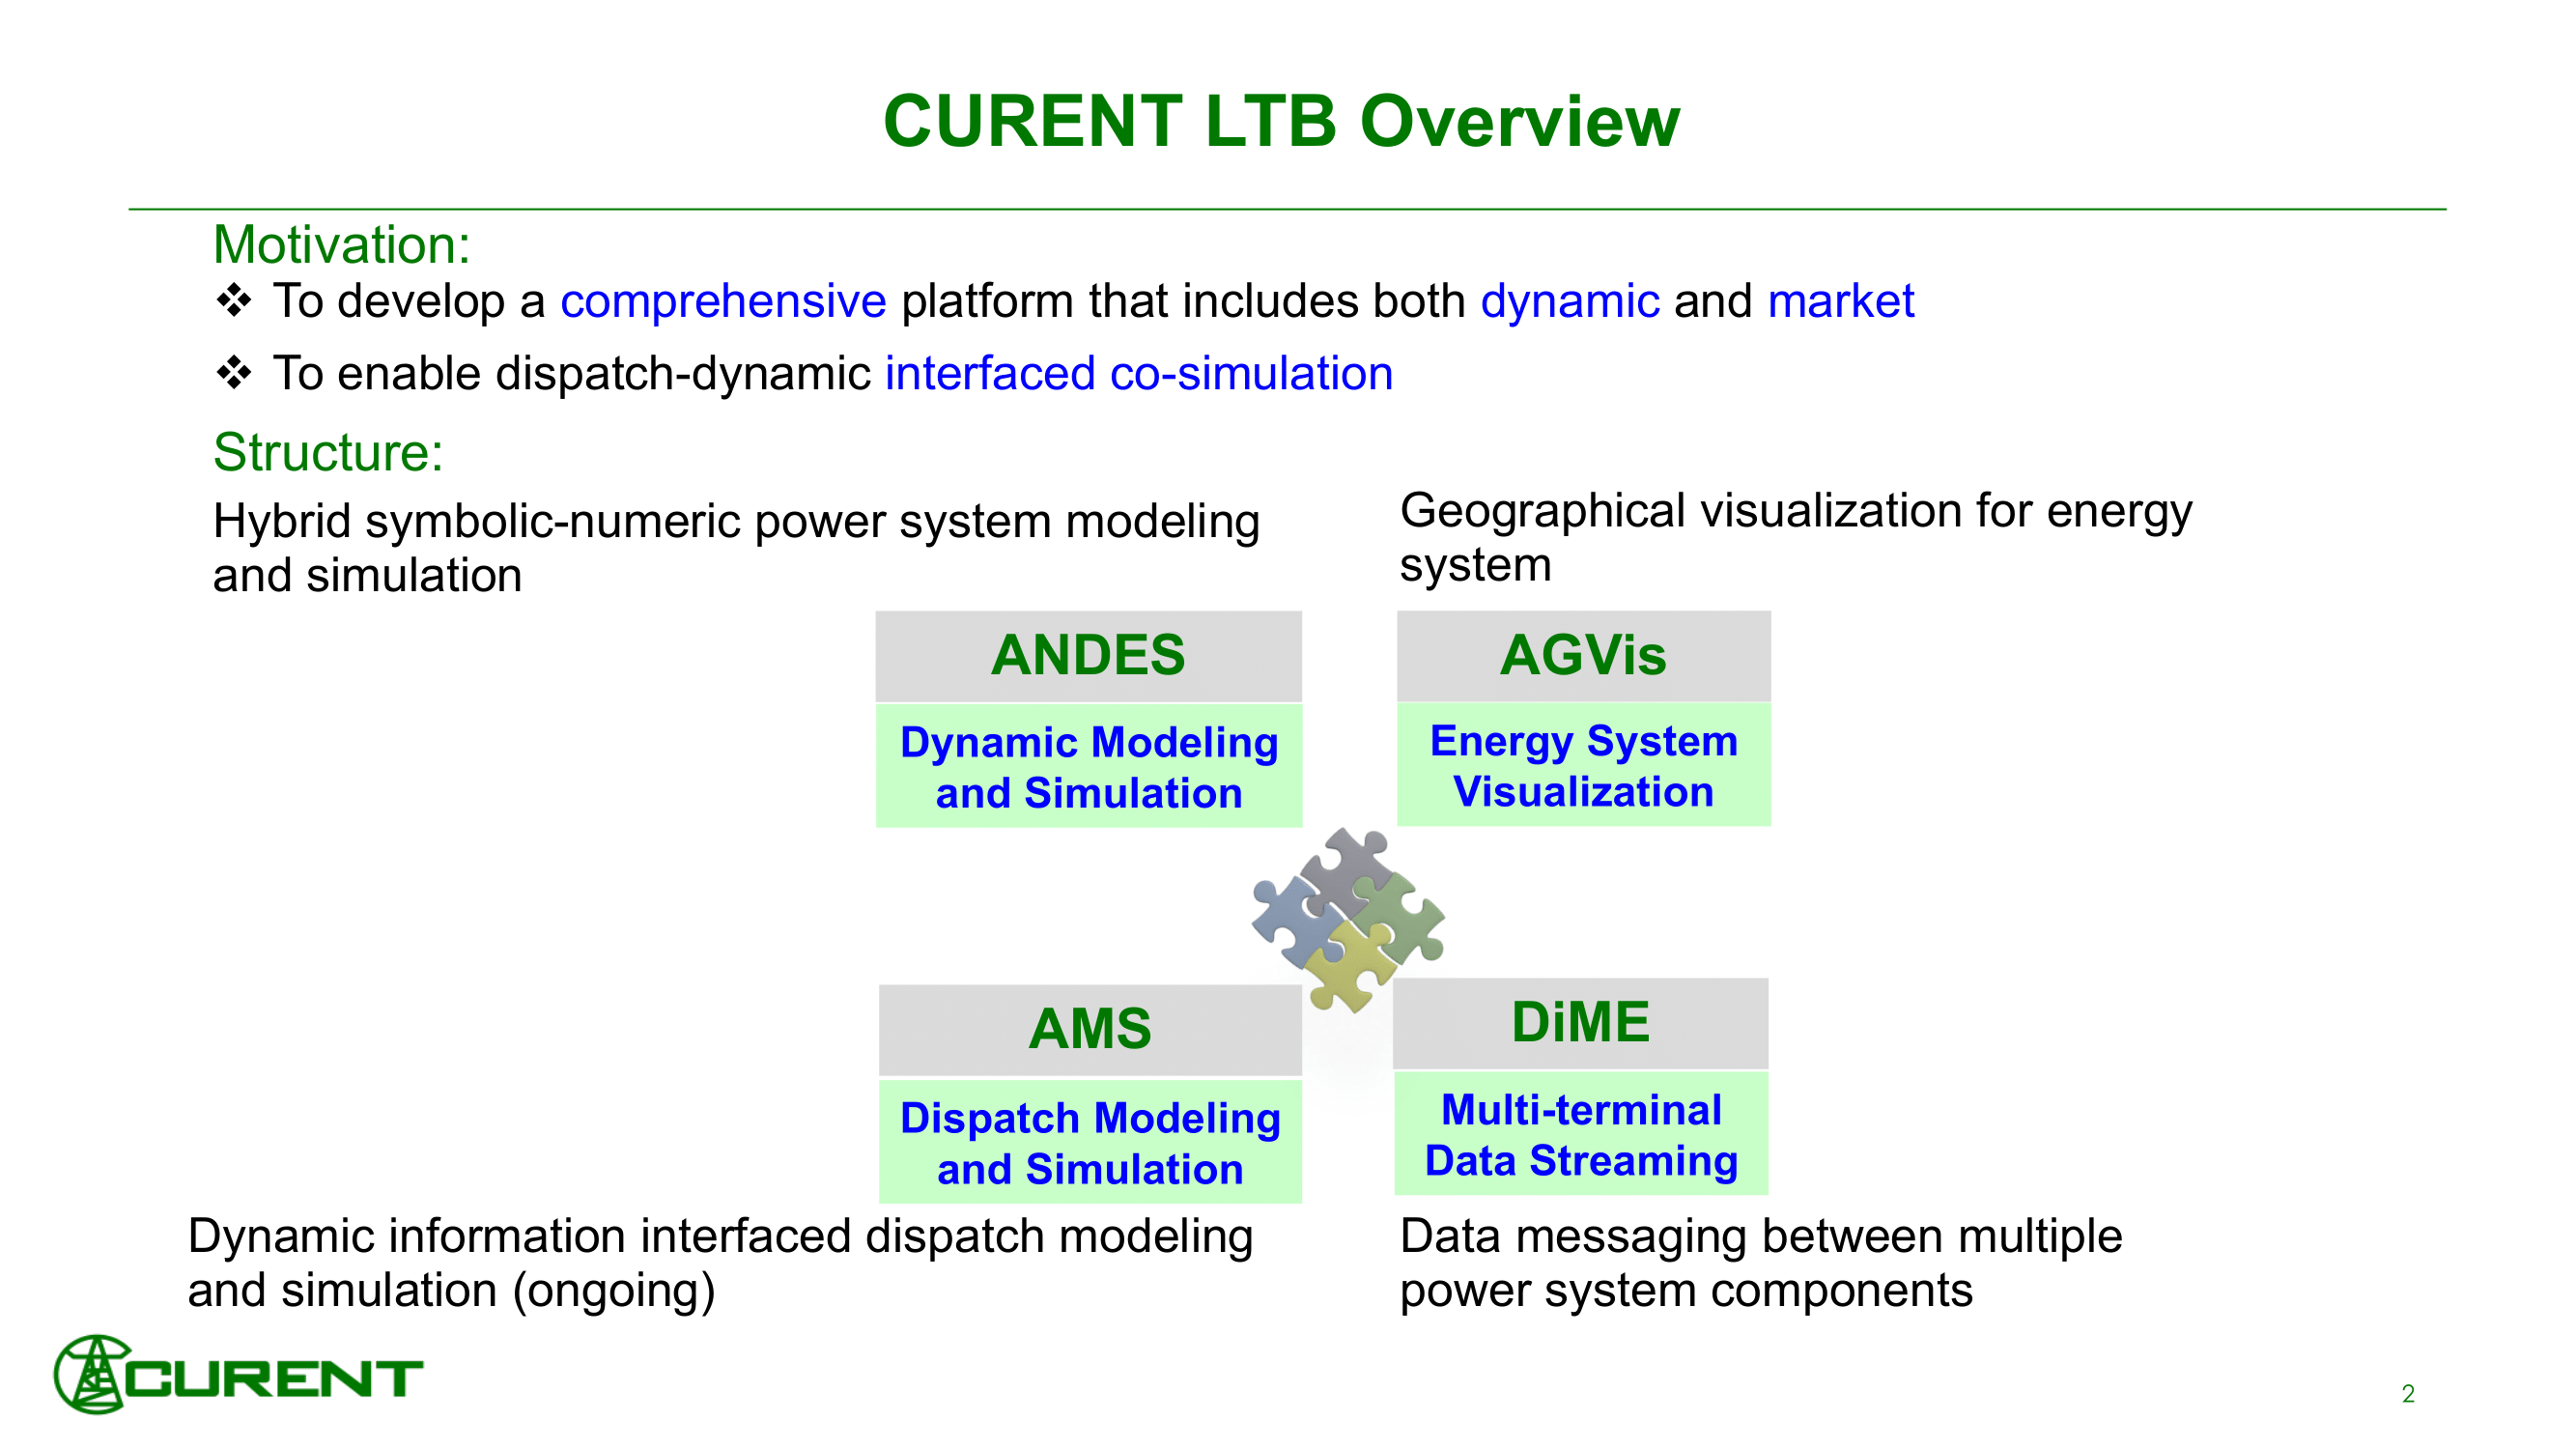 CURENT LTB Overview
Motivation:
❖ To develop a comprehensive platform that includes both dynamic and market
❖ To enable dispatch-dynamic interfaced co-simulation
Structure:
Hybrid symbolic-numeric power system modeling
and simulation
Geographical visualization for energy
system
ANDES
Dynamic Modeling
and Simulation
AGVis
Energy System
Visualization
AMS
Dispatch Modeling
and Simulation
DiME
Multi-terminal
Data Streaming
Dynamic information interfaced dispatch modeling
and simulation (ongoing)
Data messaging between multiple
power system components
CURENT
2